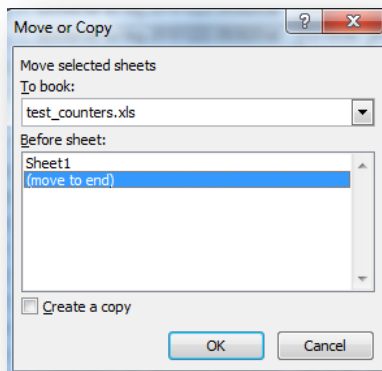 Move or Copy
Move selected sheets
To book:
test_counters.xls
Before sheet:
Sheet1
(move to end)
Create a copy
OK
Cancel